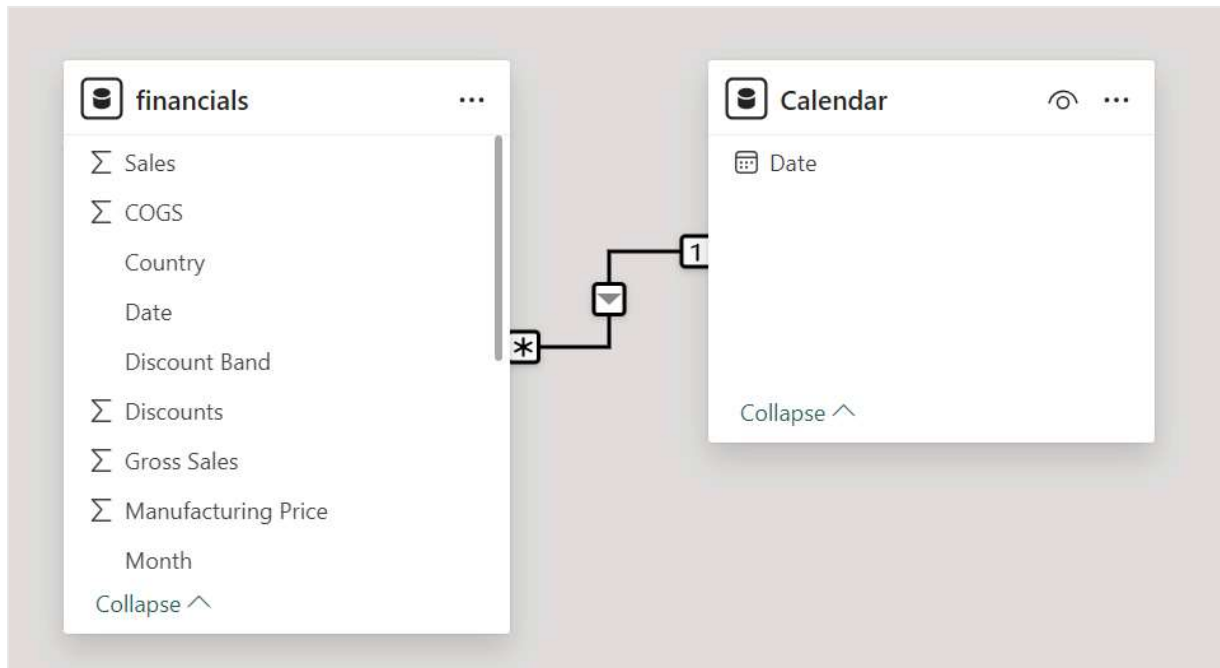 financials
Σ Sales
Σ COGS
Country
Date
Discount Band
Σ Discounts
Σ Gross Sales
Σ Manufacturing Price
Month
Collapse
*
1
Calendar
Date
Collapse